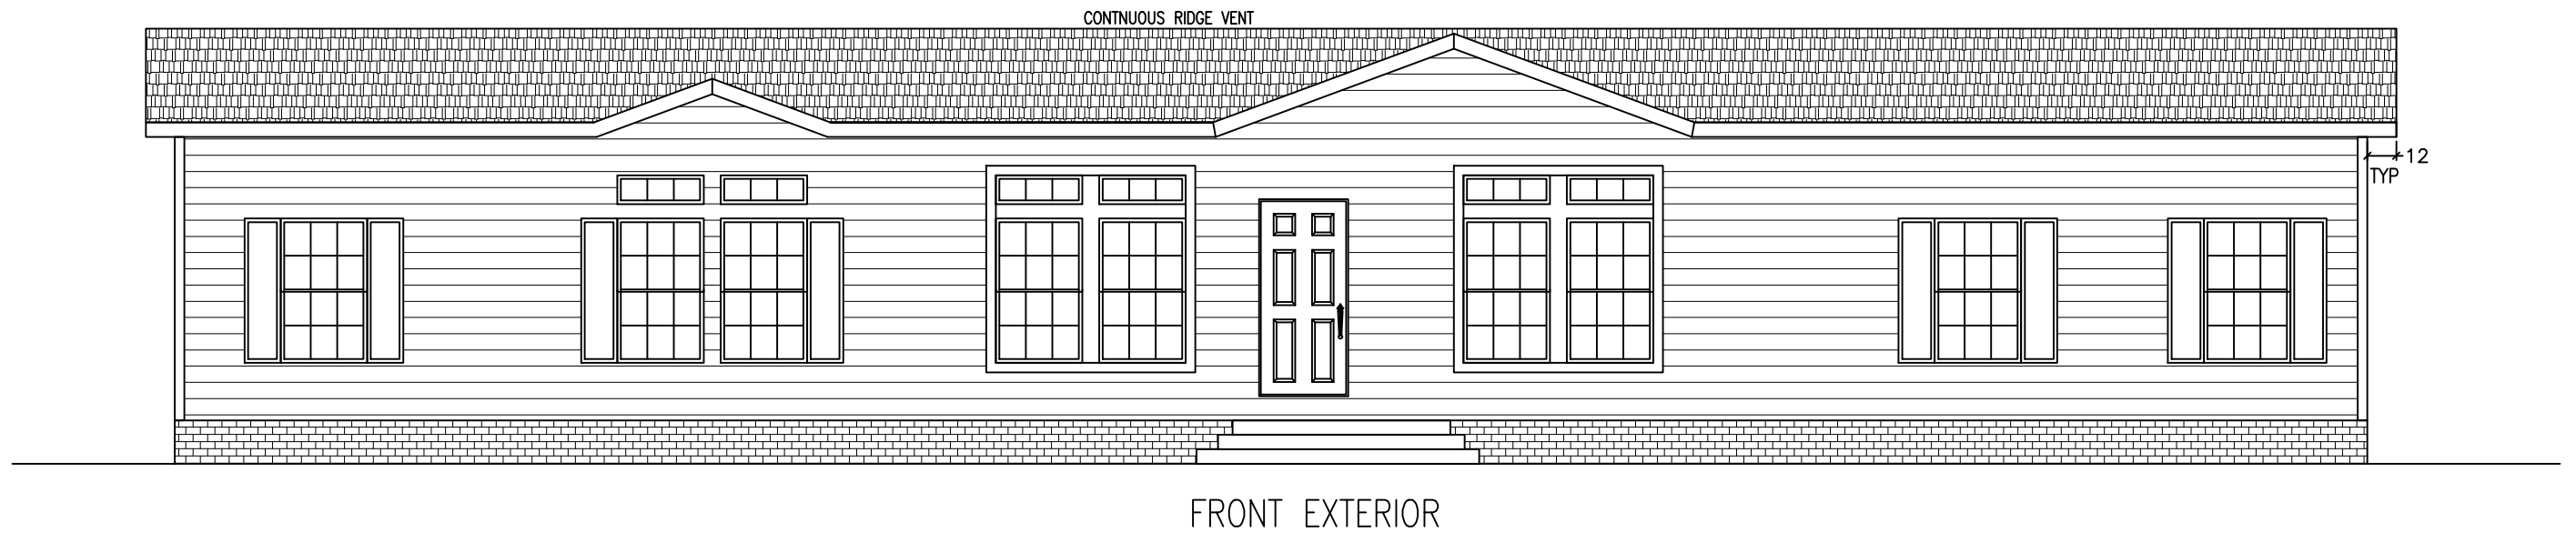 CONTNUOUS RIDGE VENT
12
TYP
FRONT EXTERIOR